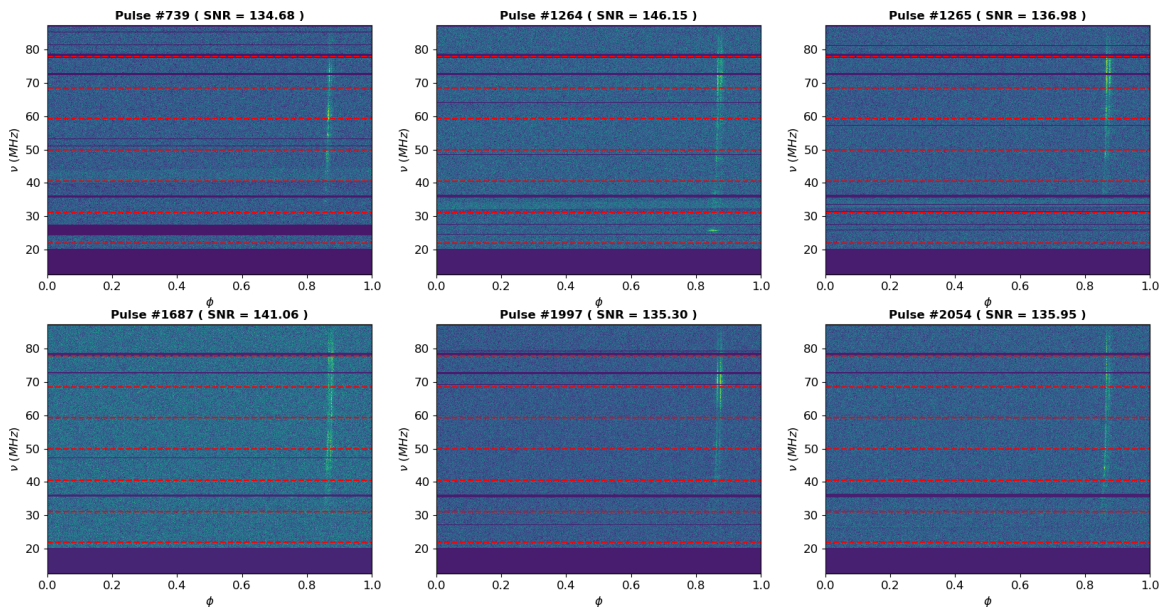 Pulse #739 ( SNR = 134.68 )
ν (MHz)
80
70
60
50
40
30
20
0.0 0.2 0.4 0.6 0.8 1.0
ϕ
Pulse #1264 ( SNR = 146.15 )
ν (MHz)
80
70
60
50
40
30
20
0.0 0.2 0.4 0.6 0.8 1.0
ϕ
Pulse #1265 ( SNR = 136.98 )
ν (MHz)
80
70
60
50
40
30
20
0.0 0.2 0.4 0.6 0.8 1.0
ϕ
Pulse #1687 ( SNR = 141.06 )
ν (MHz)
80
70
60
50
40
30
20
0.0 0.2 0.4 0.6 0.8 1.0
ϕ
Pulse #1997 ( SNR = 135.30 )
ν (MHz)
80
70
60
50
40
30
20
0.0 0.2 0.4 0.6 0.8 1.0
ϕ
Pulse #2054 ( SNR = 135.95 )
ν (MHz)
80
70
60
50
40
30
20
0.0 0.2 0.4 0.6 0.8 1.0
ϕ